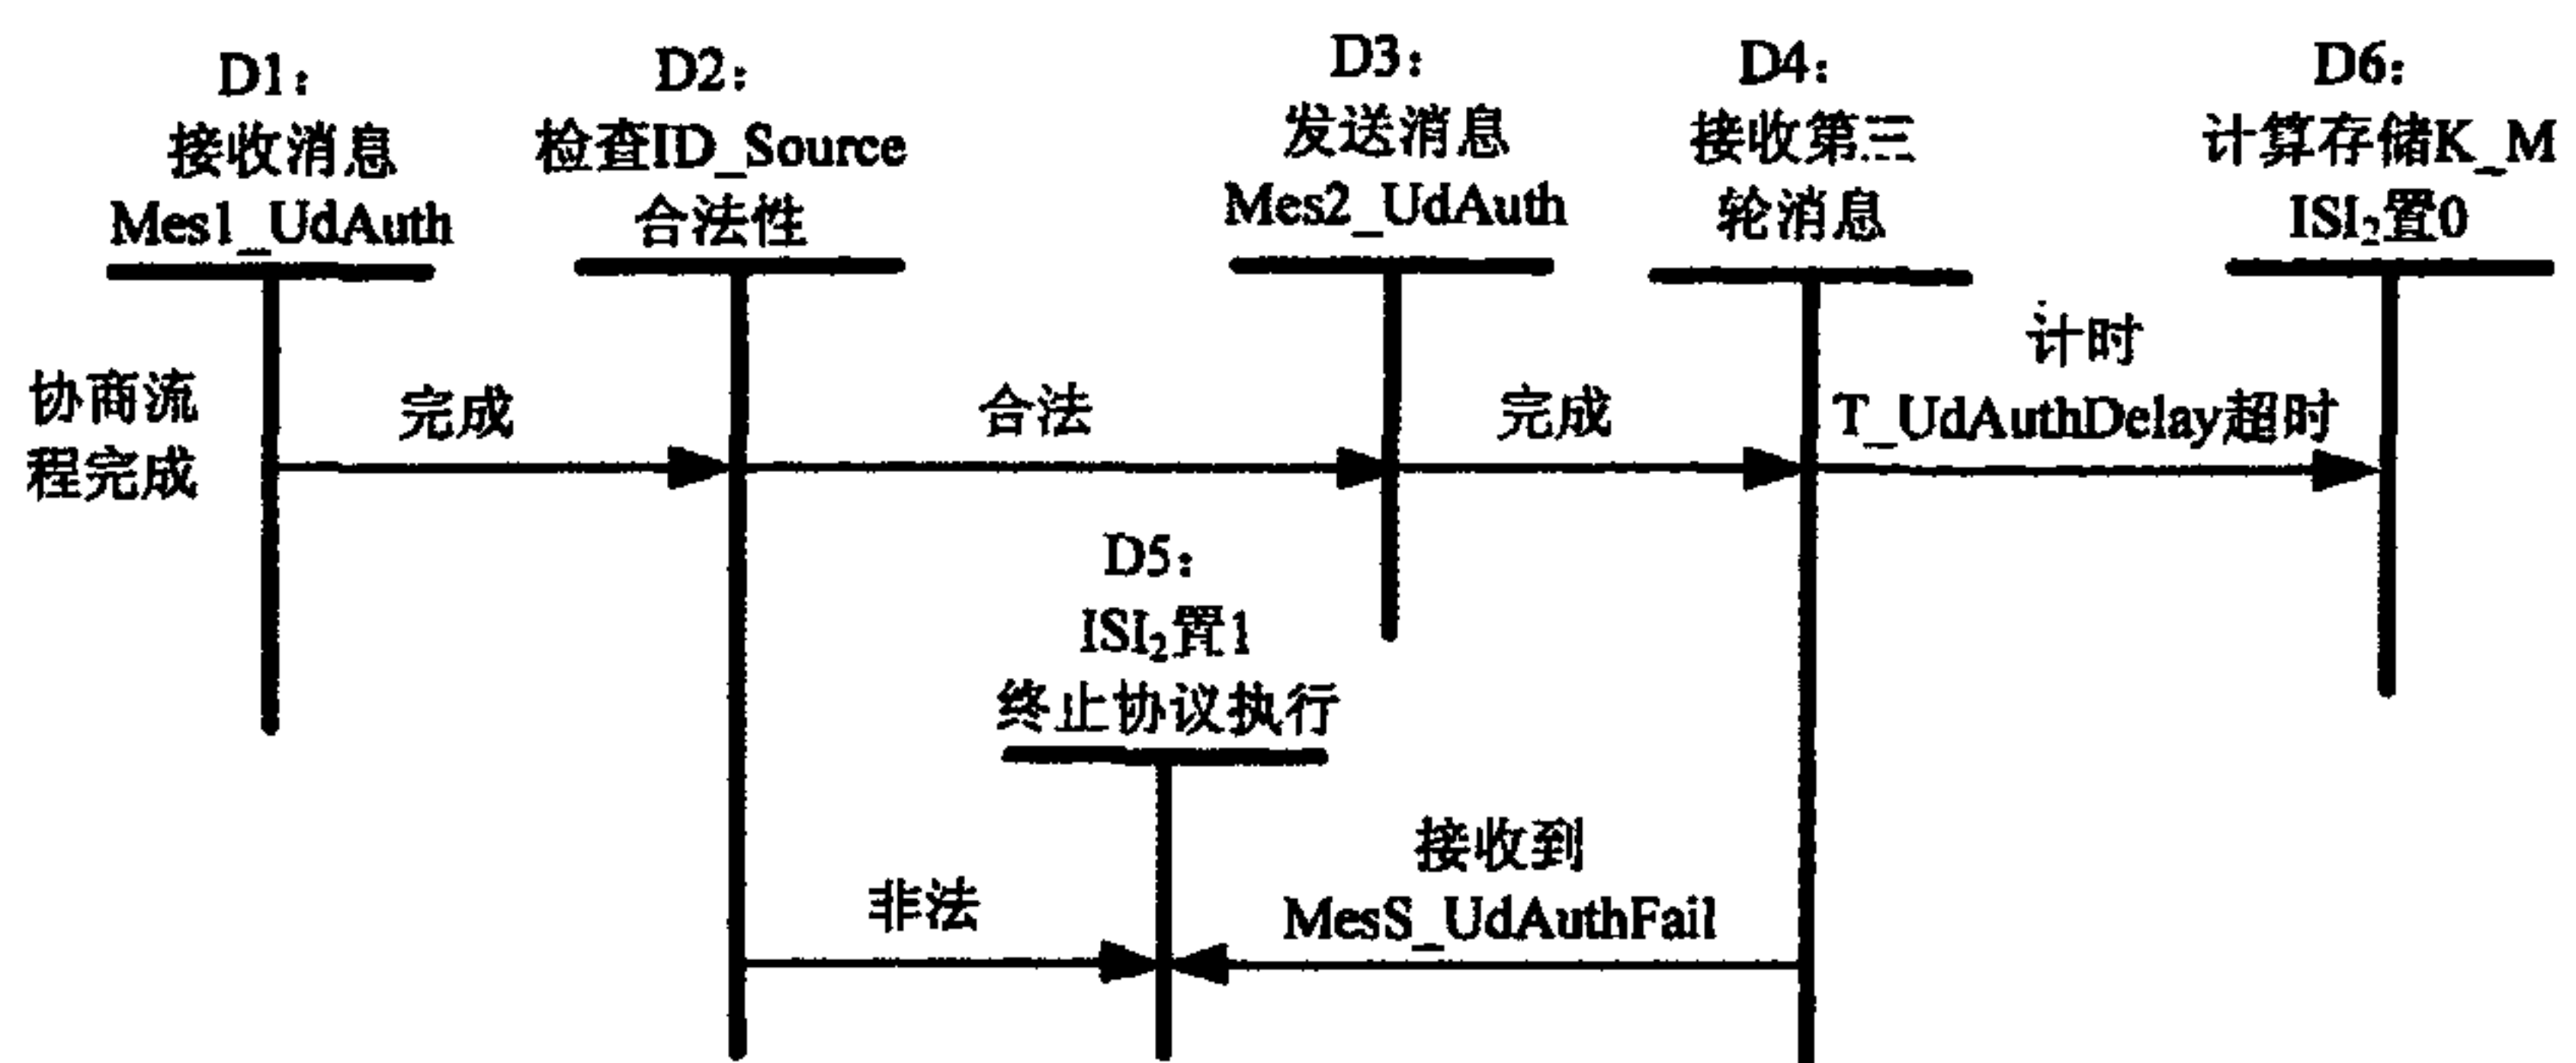 D1：
接收消息
Mes1_UdAuth
D2：
检查ID_Source
合法性
D3：
发送消息
Mes2_UdAuth
D4：
接收第三
轮消息
D6：
计算存储K_M
ISI₂置0
协商流
程完成
完成
合法
完成
计时
T_UdAuthDelay超时
D5：
ISI₂置1
终止协议执行
非法
接收到
MesS_UdAuthFail